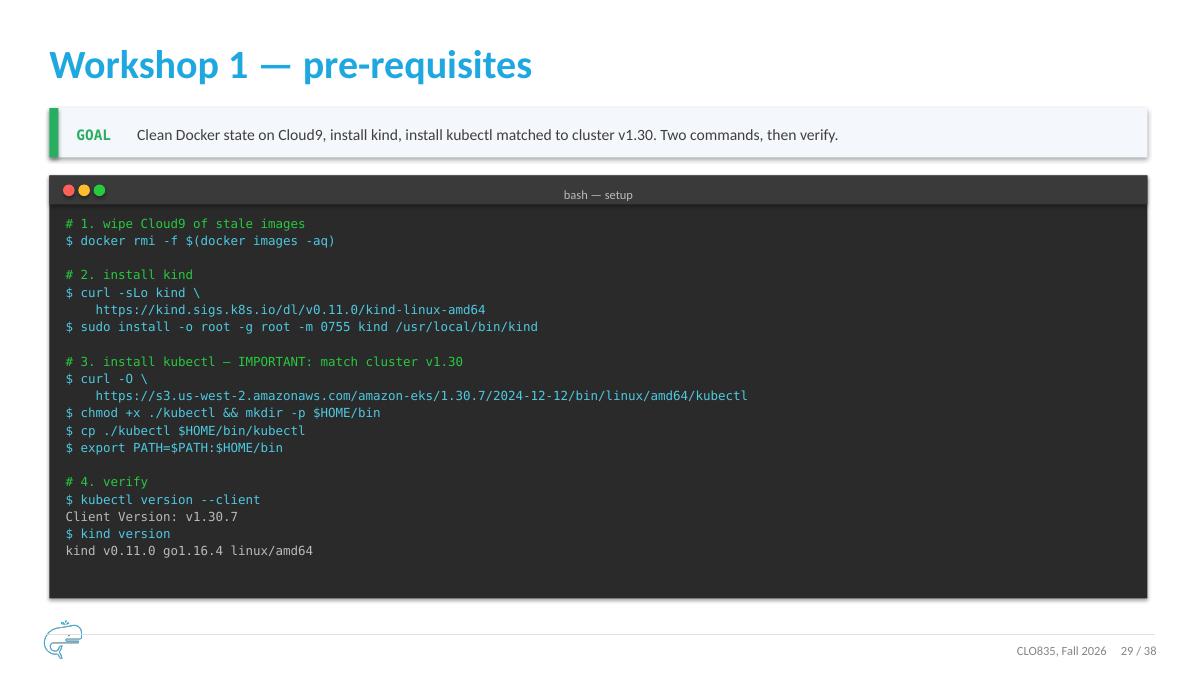 Workshop 1 — pre-requisites
GOAL Clean Docker state on Cloud9, install kind, install kubectl matched to cluster v1.30. Two commands, then verify.
bash — setup
# 1. wipe Cloud9 of stale images
$ docker rmi -f $(docker images -aq)
# 2. install kind
$ curl -sLo kind \
    https://kind.sigs.k8s.io/dl/v0.11.0/kind-linux-amd64
$ sudo install -o root -g root -m 0755 kind /usr/local/bin/kind
# 3. install kubectl — IMPORTANT: match cluster v1.30
$ curl -O \
    https://s3.us-west-2.amazonaws.com/amazon-eks/1.30.7/2024-12-12/bin/linux/amd64/kubectl
$ chmod +x ./kubectl && mkdir -p $HOME/bin
$ cp ./kubectl $HOME/bin/kubectl
$ export PATH=$PATH:$HOME/bin
# 4. verify
$ kubectl version --client
Client Version: v1.30.7
$ kind version
kind v0.11.0 go1.16.4 linux/amd64
CLO835, Fall 2026 29 / 38